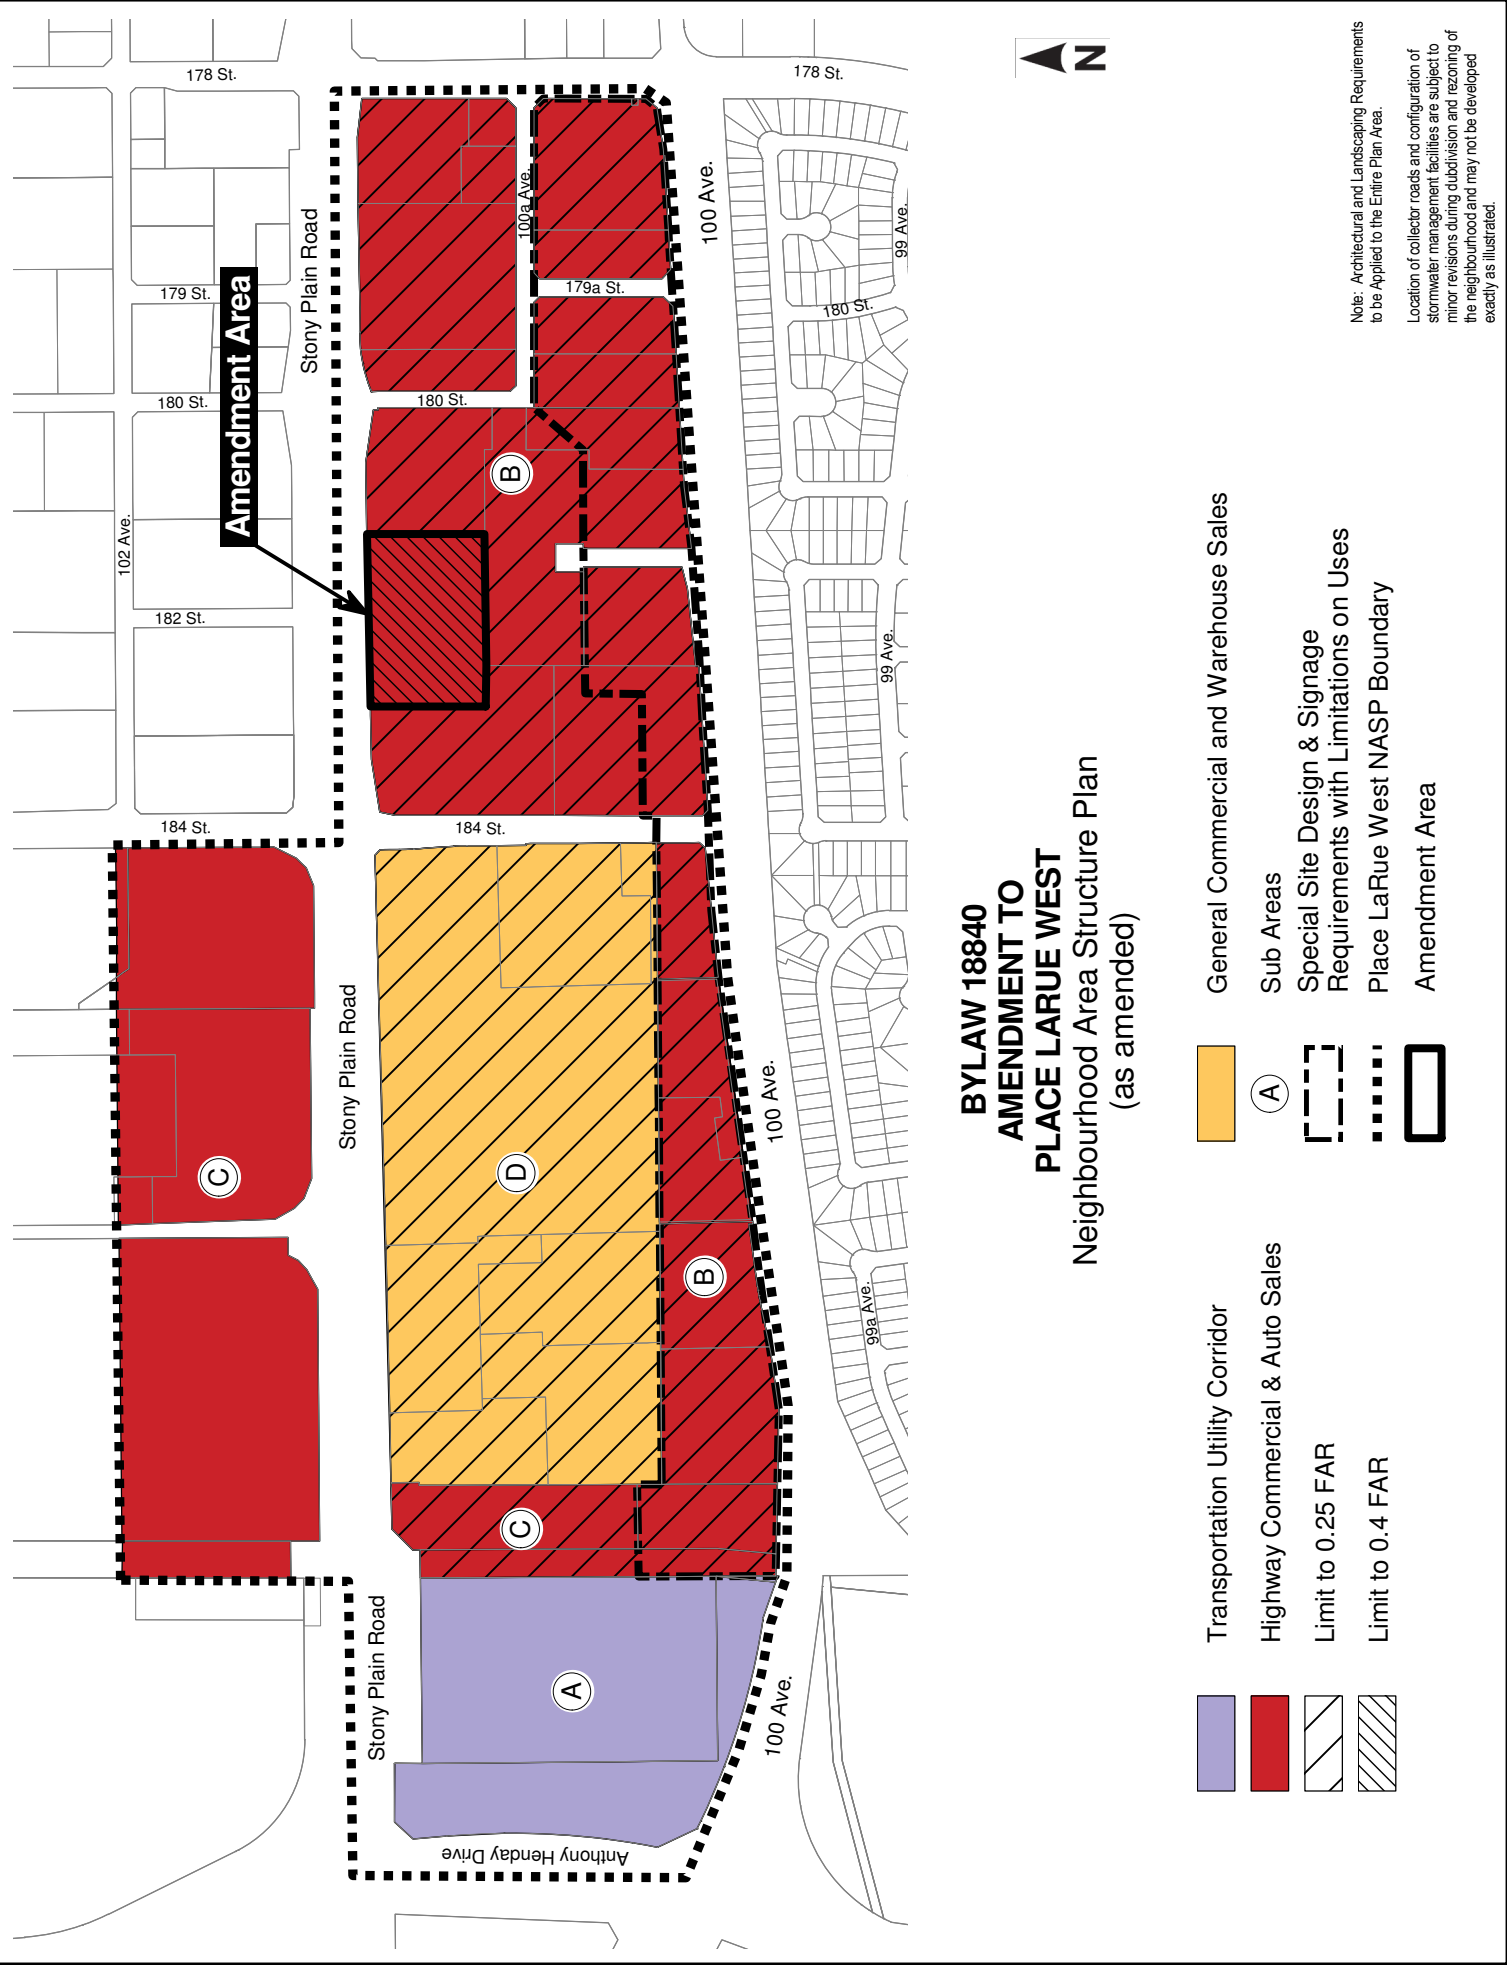 178 St.
178 St.
Stony Plain Road
100a Ave.
100 Ave.
99 Ave.
179 St.
179a St.
180 St.
Amendment Area
180 St.
180 St.
B
102 Ave.
182 St.
99 Ave.
184 St.
184 St.
Stony Plain Road
C
D
100 Ave.
B
99a Ave.
C
Stony Plain Road
A
100 Ave.
Anthony Henday Drive
N
BYLAW 18840
AMENDMENT TO
PLACE LARUE WEST
Neighbourhood Area Structure Plan
(as amended)
Transportation Utility Corridor
Highway Commercial & Auto Sales
Limit to 0.25 FAR
Limit to 0.4 FAR
General Commercial and Warehouse Sales
A
Sub Areas
Special Site Design & Signage
Requirements with Limitations on Uses
Place LaRue West NASP Boundary
Amendment Area
Note: Architectural and Landscaping Requirements
to be Applied to the Entire Plan Area.
Location of collector roads and configuration of
stormwater management facilities are subject to
minor revisions during dubdivision and rezoning of
the neighbourhood and may not be developed
exactly as illustrated.